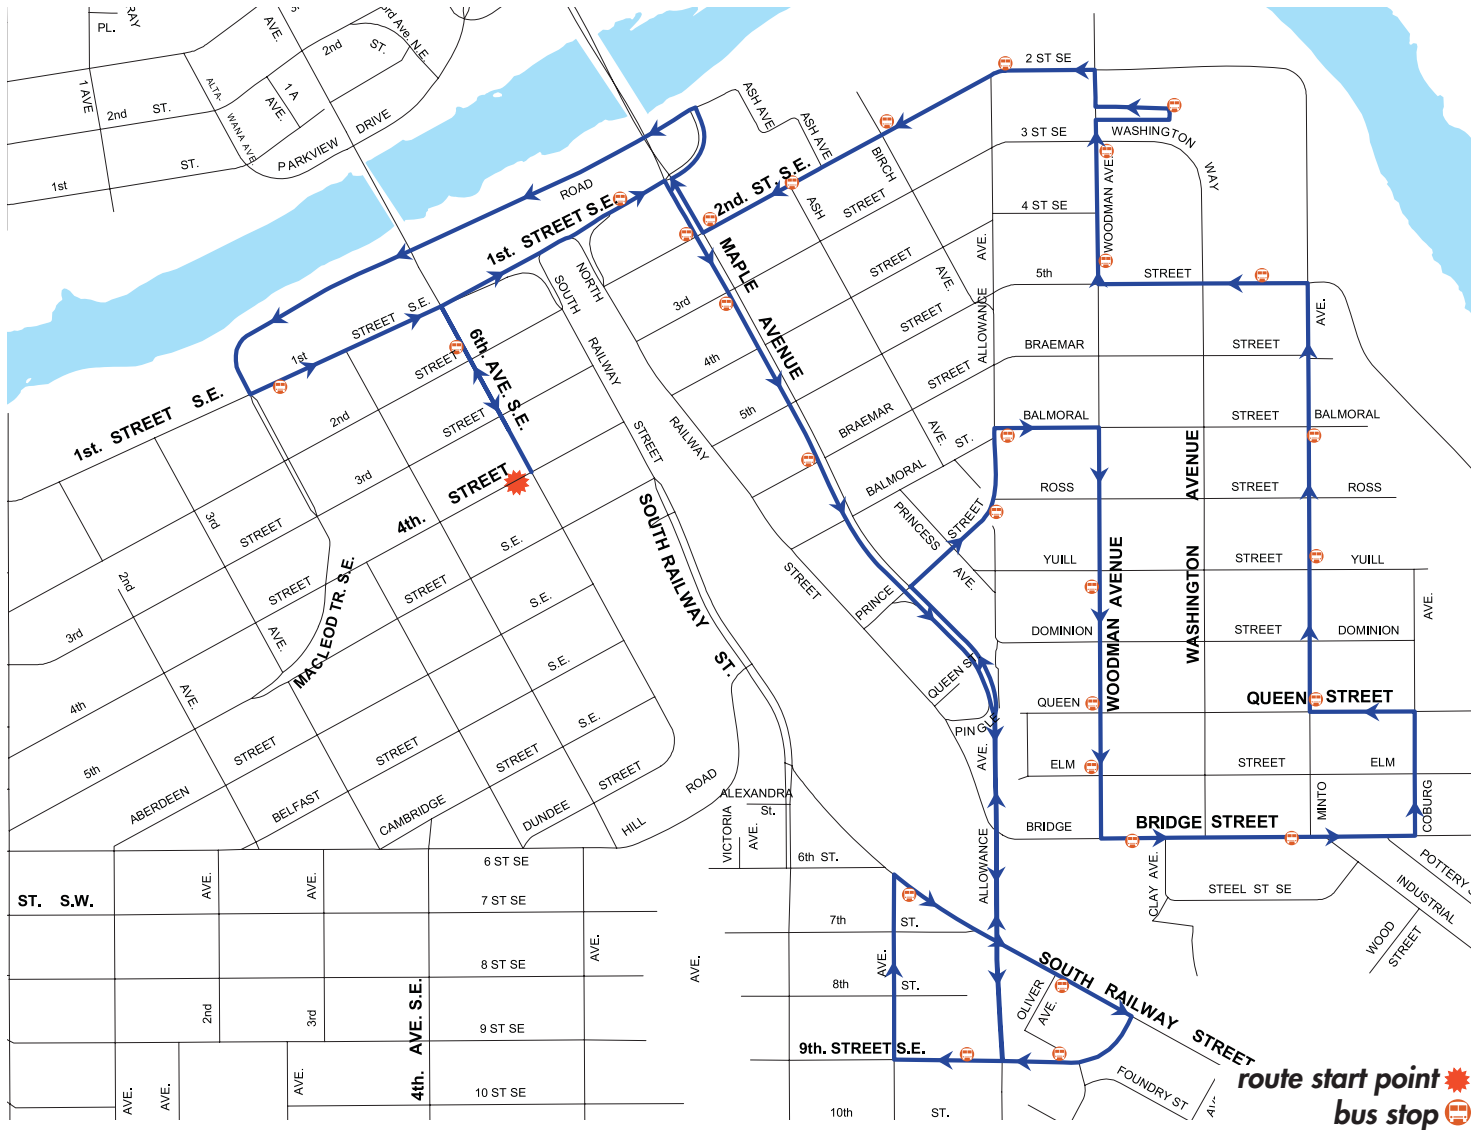 RAY
PL.
AVE.
S
2nd
ST.
ord Ave. N.E.
1 AVE
2nd
ST.
ALTA-
WANA AVE.
1 A
AVE.
PARKVIEW
DRIVE
1st
ST.
ASH AVE
ASH AVE
BIRCH
2 ST SE
3 ST SE
WASHINGTON
WAY
4 ST SE
WOODMAN AVE.
5th
STREET
AVE.
ROAD
1st. STREET S.E.
2nd. ST. S.E.
ASH
STREET
AVE.
MAPLE
AVENUE
SOUTH
NORTH
RAILWAY
STREET
RAILWAY
STREET
3rd
STREET
AVE.
ALLOWANCE
4th
STREET
5th
STREET
BRAEMAR
STREET
AVE.
BALMORAL
ST.
BRAEMAR
STREET
BALMORAL
STREET
BALMORAL
ROSS
STREET
ROSS
YUILL
STREET
YUILL
DOMINION
STREET
DOMINION
AVE.
QUEEN
QUEEN STREET
ELM
STREET
ELM
WOODMAN AVENUE
WASHINGTON AVENUE
MINTO
COBURG
BRIDGE
BRIDGE STREET
1st. STREET S.E.
1st
STREET
S.E.
6th. AVE. S.E.
2nd
STREET
3rd
STREET
4th. STREET
3rd
STREET
2nd
AVE.
AVE.
MACLEOD TR. S.E.
3rd
STREET
STREET
S.E.
4th
S.E.
5th
STREET
STREET
S.E.
STREET
S.E.
ABERDEEN
BELFAST
CAMBRIDGE
DUNDEE
STREET
HILL
ROAD
SOUTH RAILWAY ST.
PRINCESS
AVE.
PRINCE
STREET
QUEEN ST.
PINGLE
AVE.
ALLOWANCE
ALEXANDRA
St.
VICTORIA
AVE.
6th ST.
6 ST SE
ST. S.W.
AVE.
AVE.
7 ST SE
7th
ST.
8 ST SE
AVE.
AVE.
AVE.
8th
ST.
2nd
3rd
4th. AVE. S.E.
9 ST SE
9th. STREET S.E.
AVE.
AVE.
AVE.
10 ST SE
10th
ST.
OLIVER
AVE.
SOUTH RAILWAY STREET
FOUNDRY ST
AV
CLAY AVE.
STEEL ST SE
POTTERY S
INDUSTRIAL
WOOD
STREET
route start point
bus stop